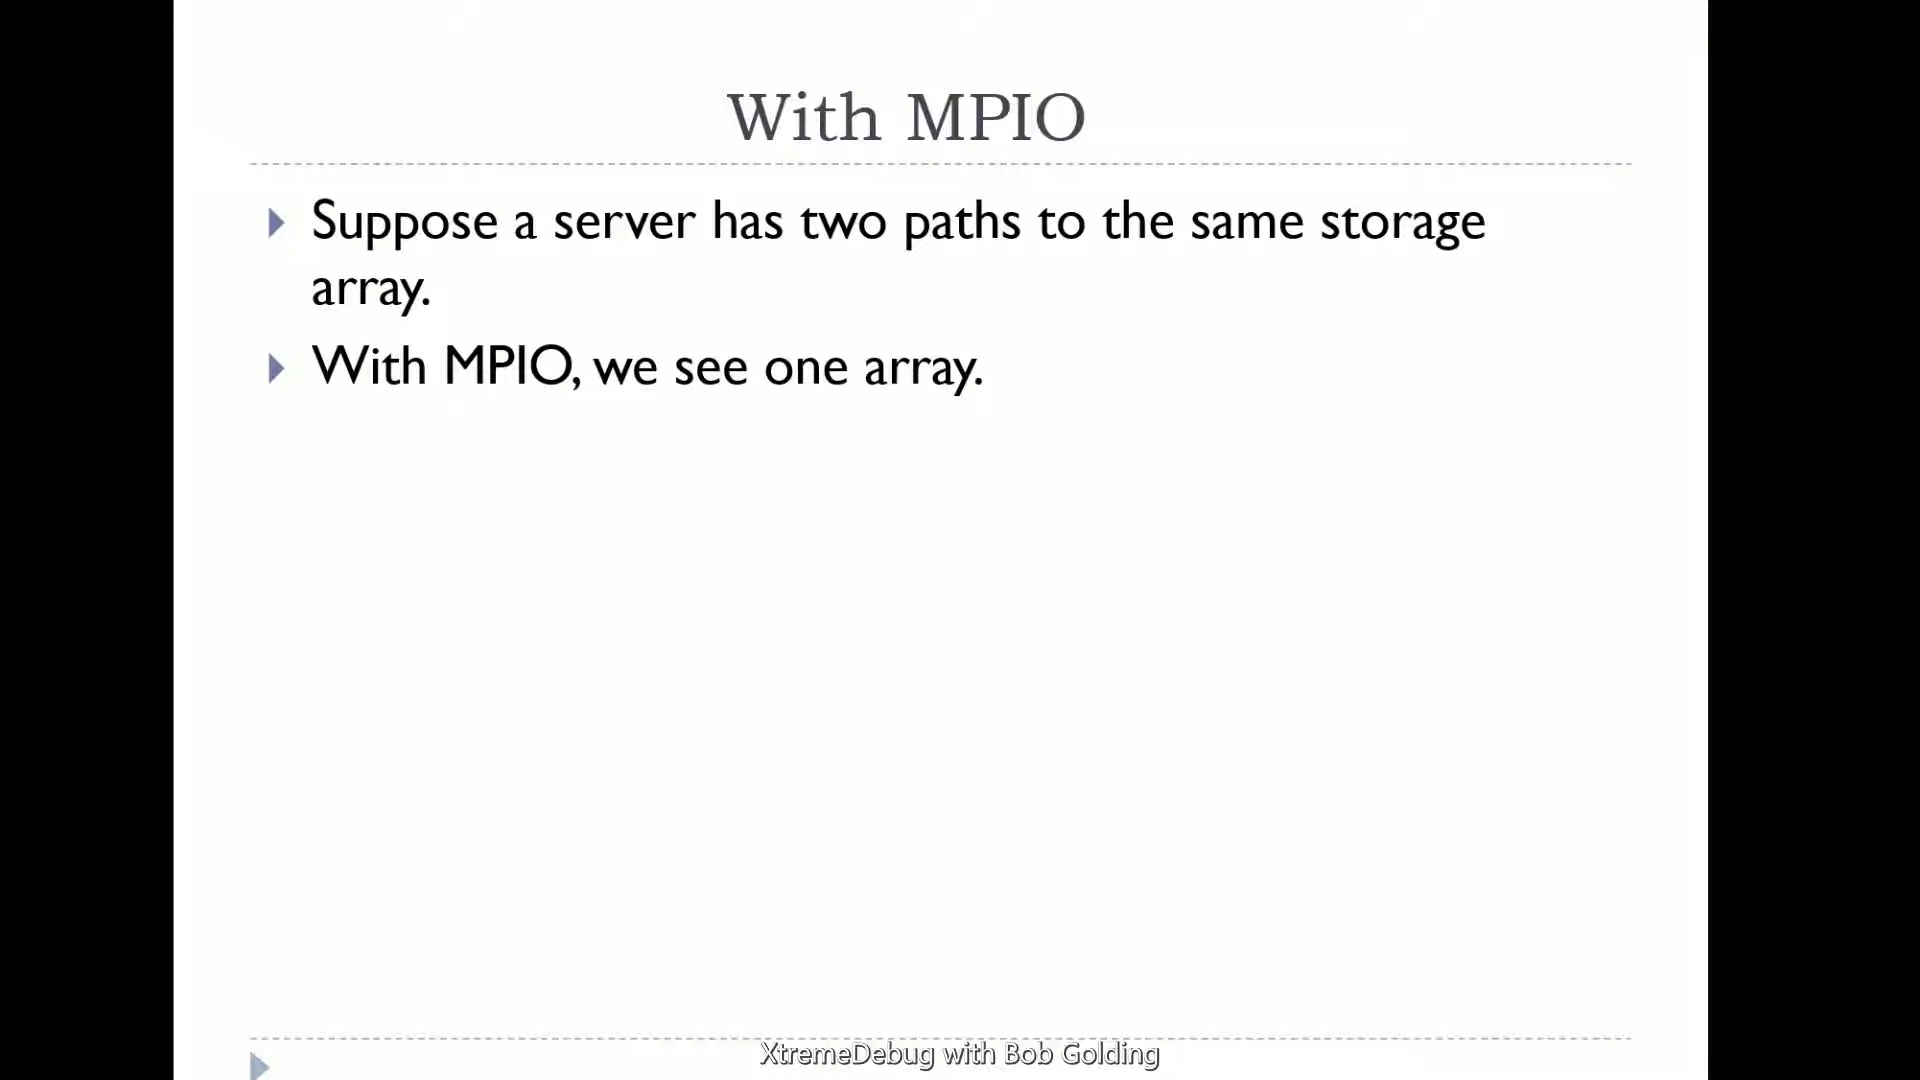 With MPIO
Suppose a server has two paths to the same storage
array.
With MPIO, we see one array.
XtremeDebug with Bob Golding